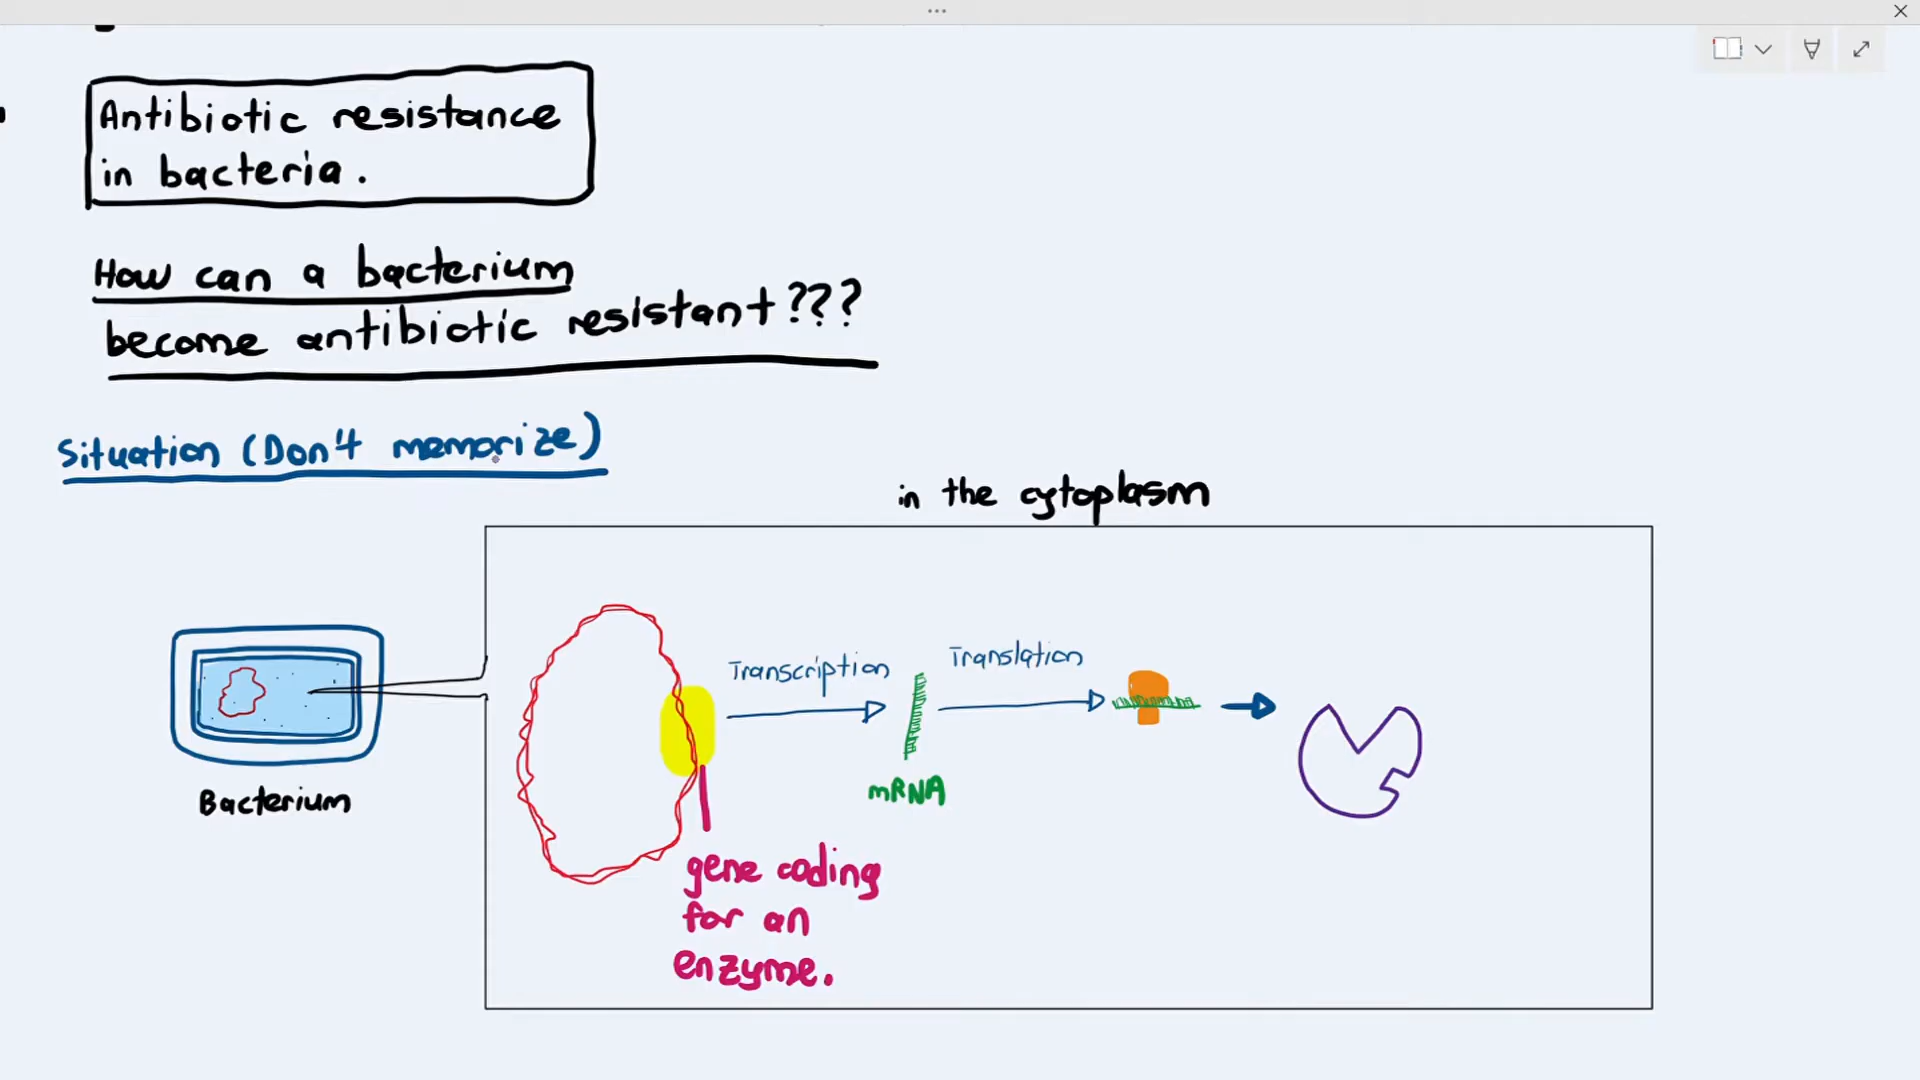 Antibiotic resistance
in bacteria.
How can a bacterium
become antibiotic resistant???
Situation (Don't memorize)
in the cytoplasm
Transcription
Translation
mRNA
Bacterium
gene coding
for an
enzyme.